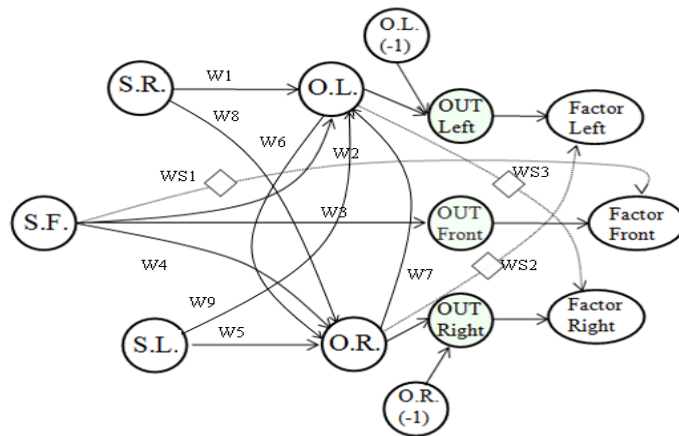 O.L.
(-1)
S.R.
W1
O.L.
OUT
Left
Factor
Left
W8
W6
W2
WS1
WS3
S.F.
W3
OUT
Front
Factor
Front
W4
W7
WS2
W9
S.L.
W5
O.R.
OUT
Right
Factor
Right
O.R.
(-1)